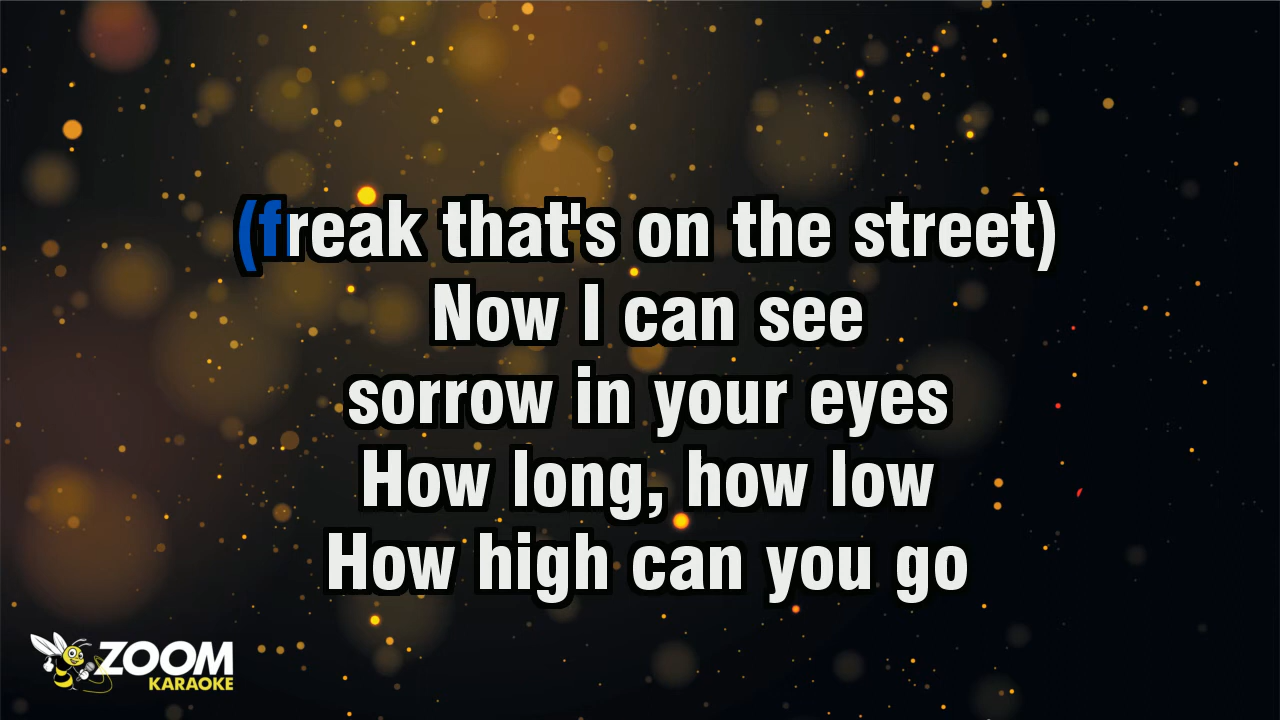 (freak that's on the street)
Now I can see
sorrow in your eyes
How long, how low
How high can you go
ZOOM
KARAOKE